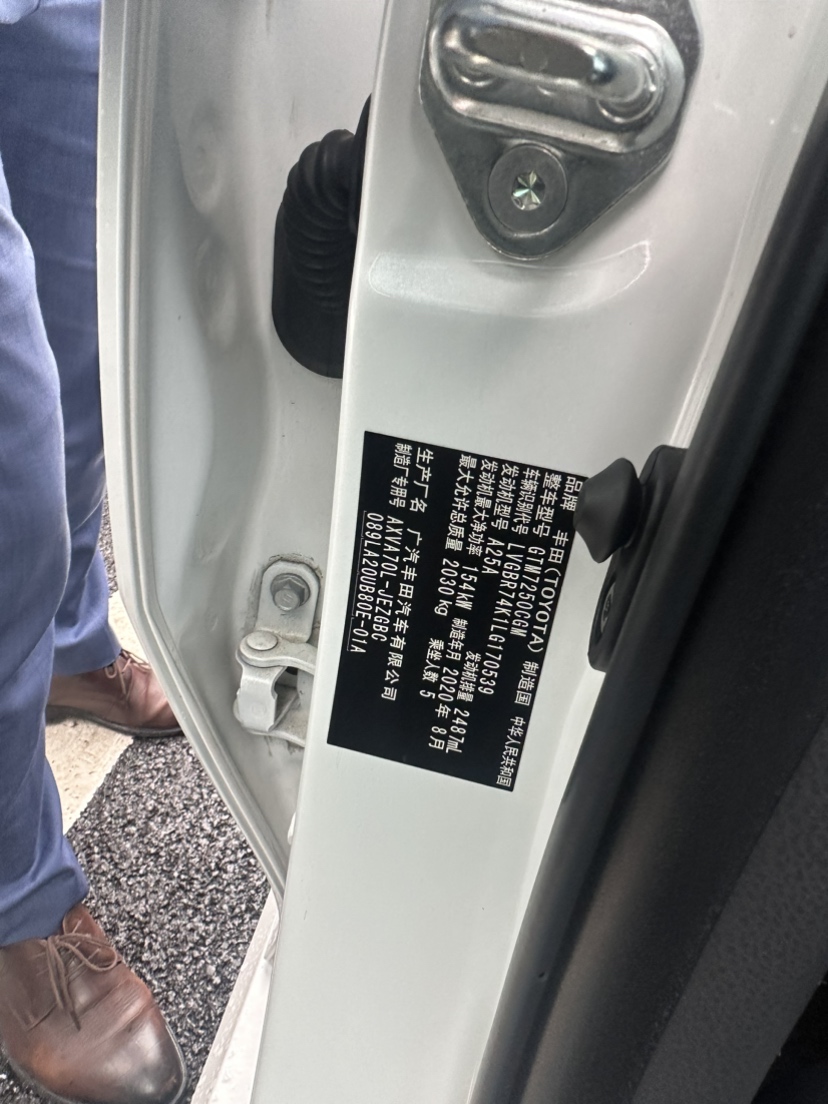 品牌 丰田(TOYOTA) 制造国 中华人民共和国
整车型号 GTM7250GM
车辆识别代号 LVGBR74K1LG170539
发动机型号 A25A 发动机排量 2487mL
发动机最大净功率 154kW 制造年月 2020年 8月
最大允许总质量 2030kg 乘坐人数 5
生产厂名 广汽丰田汽车有限公司
制造厂专用号 AXVA70L-JEZGBC
089LA20UB80E-01A